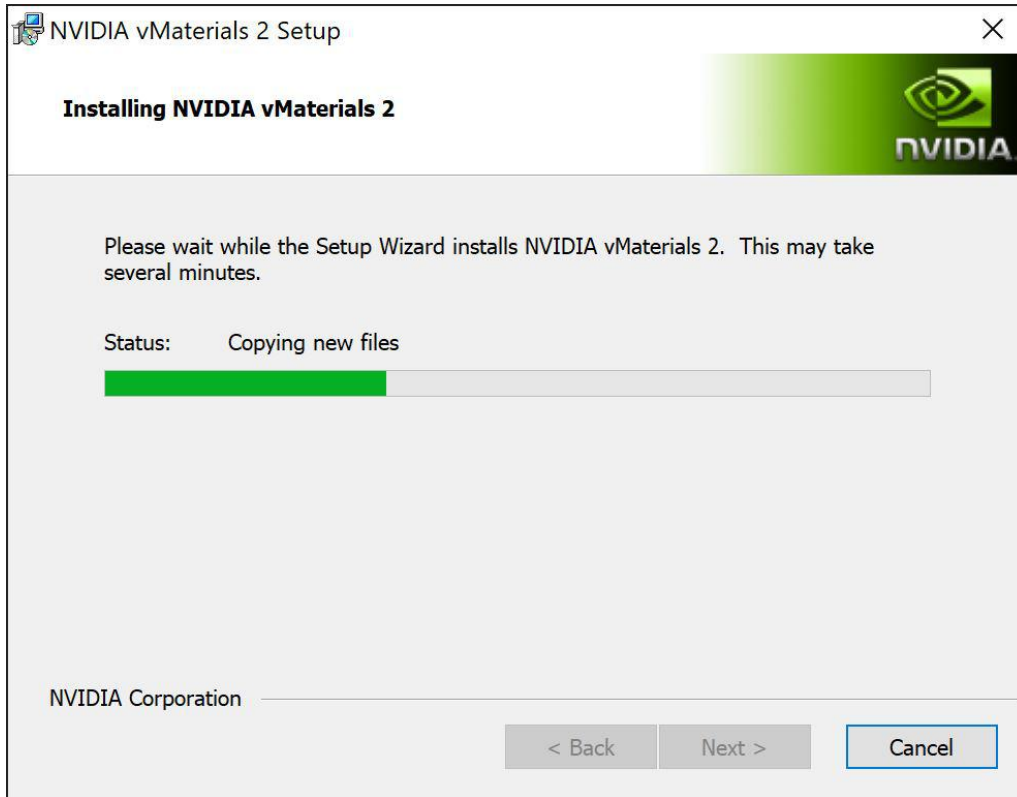 NVIDIA vMaterials 2 Setup
Installing NVIDIA vMaterials 2
NVIDIA.
Please wait while the Setup Wizard installs NVIDIA vMaterials 2.  This may take
several minutes.
Status: Copying new files
NVIDIA Corporation
< Back Next > Cancel